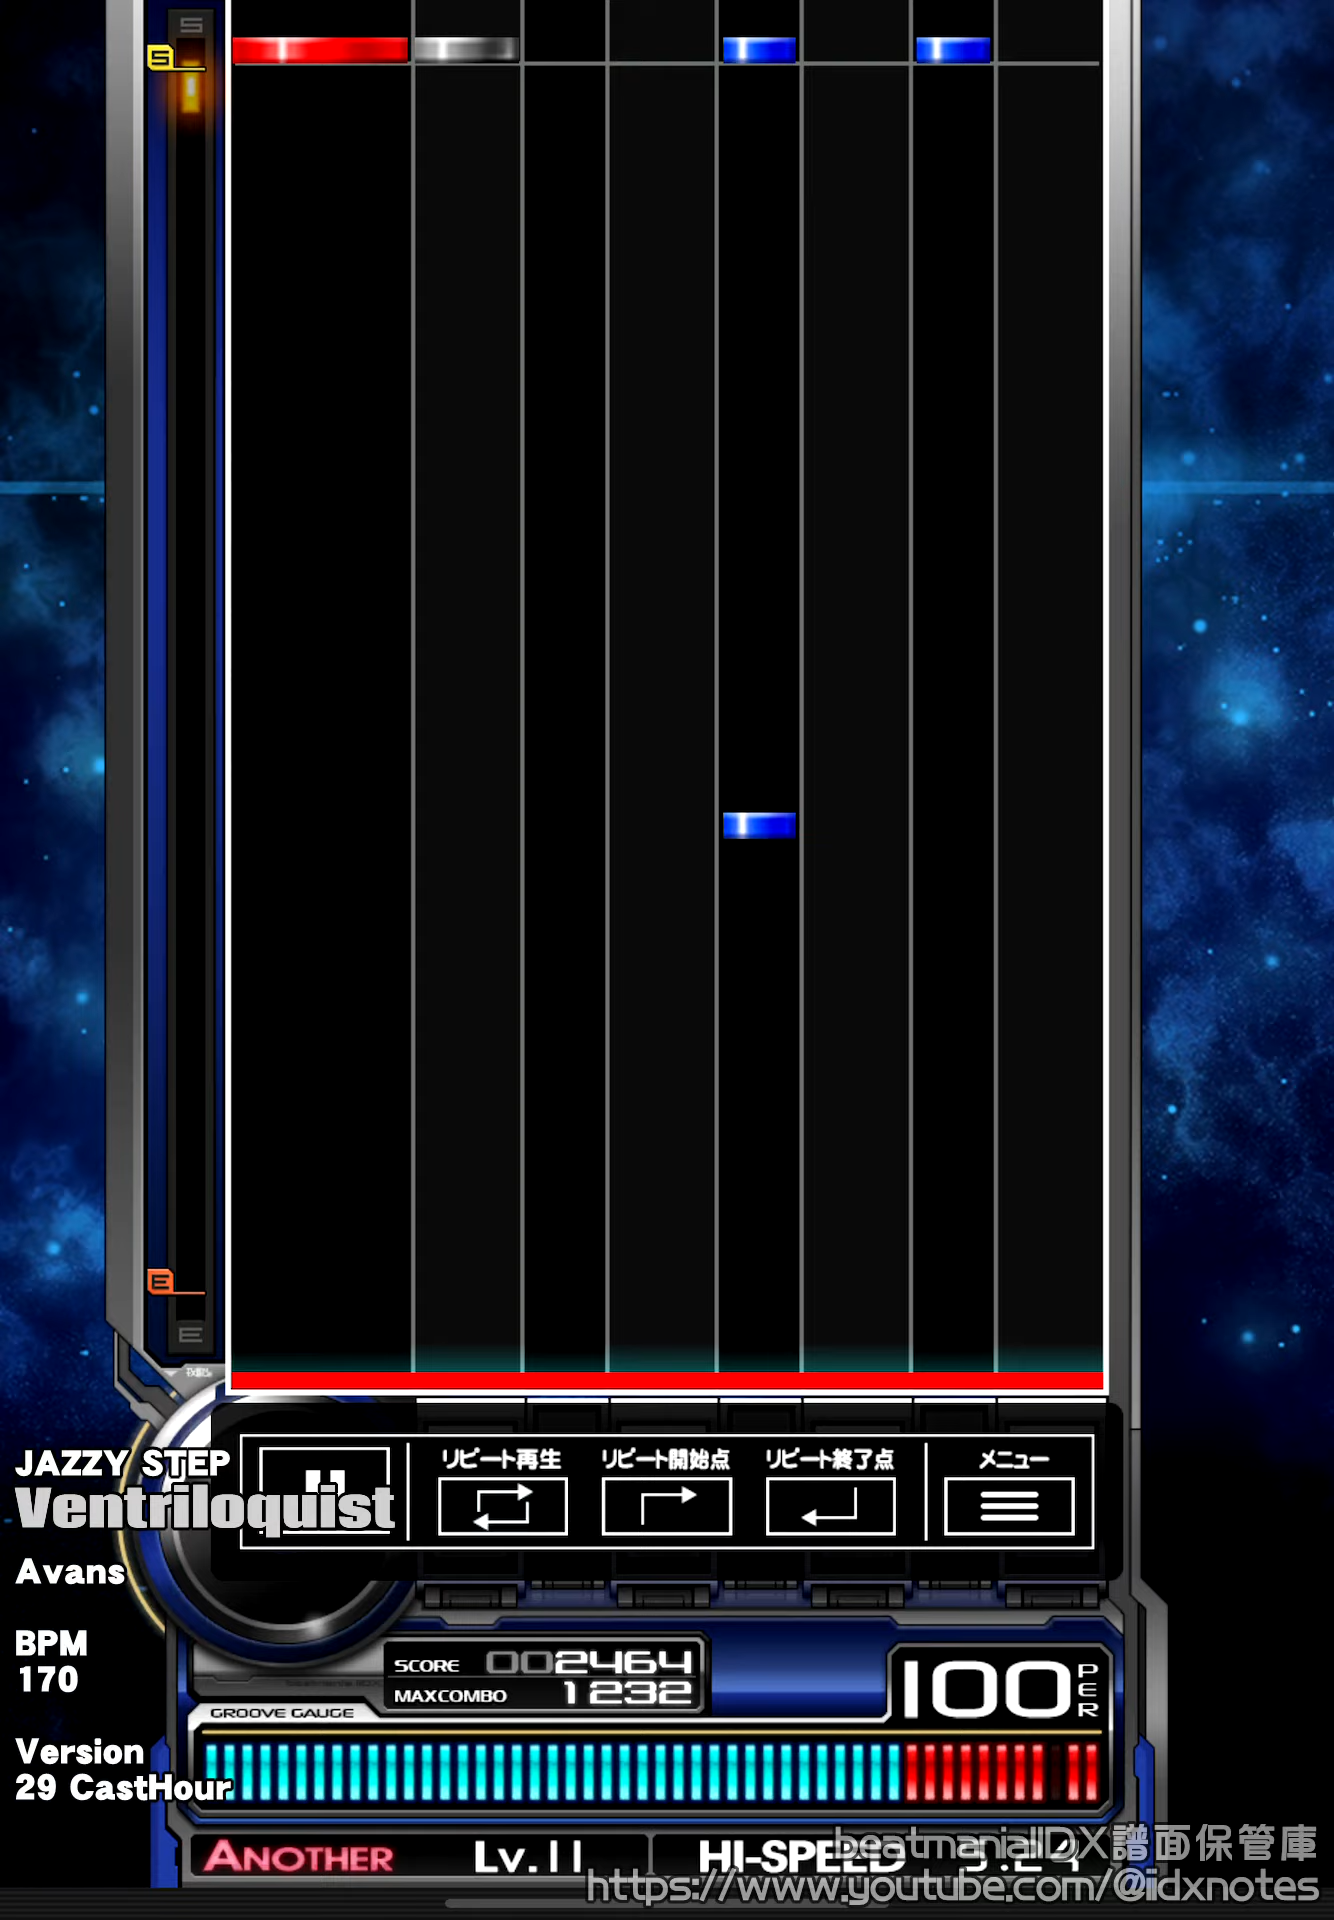 S
S
E
E
リピート再生
リピート開始点
リピート終了点
メニュー
JAZZY STEP
Ventriloquist
Avans
BPM
170
SCORE 002464
MAXCOMBO 1232
100 PER
GROOVE GAUGE
Version
29 CastHour
ANOTHER Lv.11 HI-SPEED 3.24
beatmaniaIIDX譜面保管庫
https://www.youtube.com/@iidxnotes